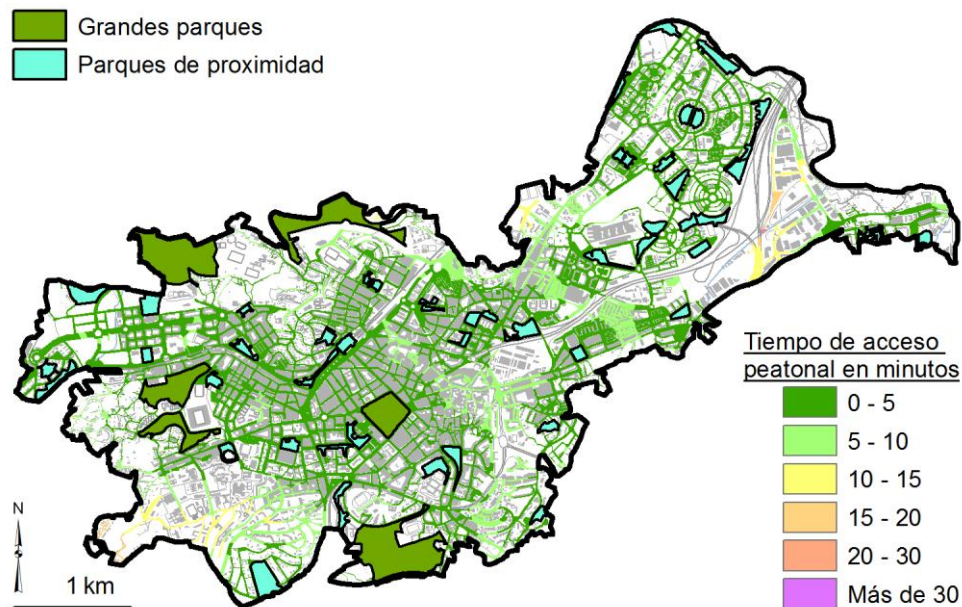 Grandes parques
Parques de proximidad
Tiempo de acceso
peatonal en minutos
0 - 5
5 - 10
10 - 15
15 - 20
20 - 30
Más de 30
N
1 km